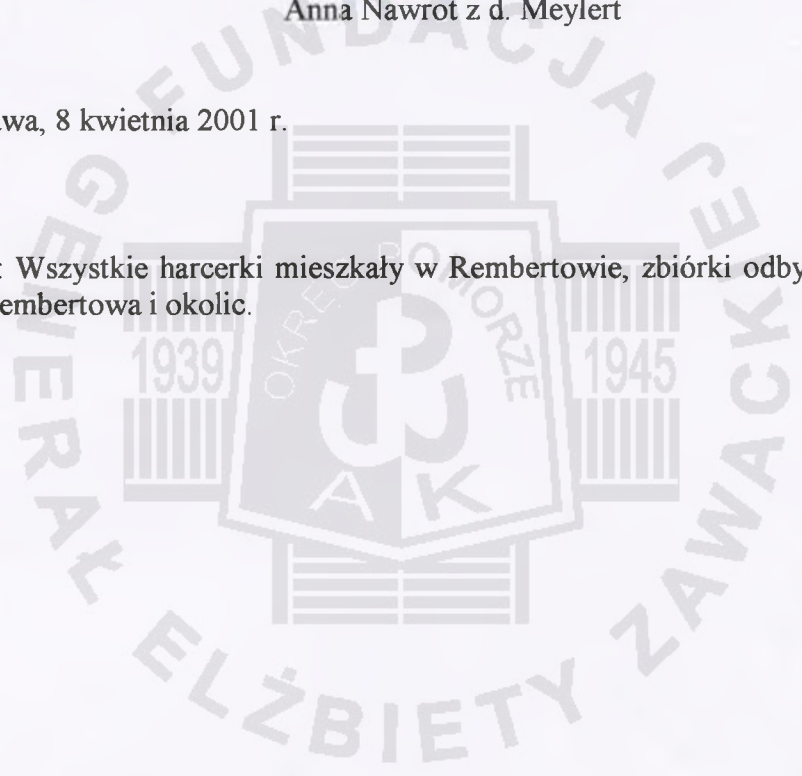 Anna Nawrot z d. Meylert
wa, 8 kwietnia 2001 r.
: Wszystkie harcerki mieszkały w Rembertowie, zbiórki odby
embertowa i okolic.
FUNDACJA
GENERAŁ ELŻBIETY ZAWACKIEJ
OKRĘG POMORZE
1939
1945
AK